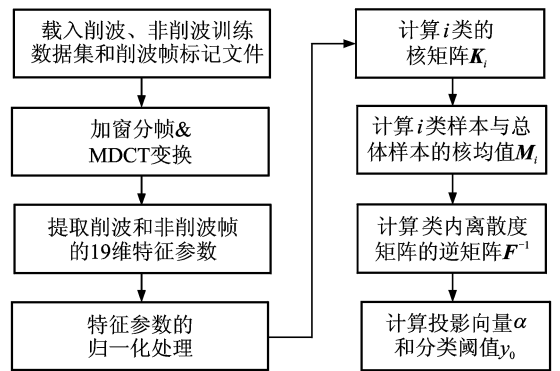 载入削波、非削波训练
数据集和削波帧标记文件
加窗分帧&
MDCT变换
提取削波和非削波帧
的19维特征参数
特征参数的
归一化处理
计算i类的
核矩阵Kᵢ
计算i类样本与总
体样本的核均值Mᵢ
计算类内离散度
矩阵的逆矩阵F⁻¹
计算投影向量α
和分类阈值y₀